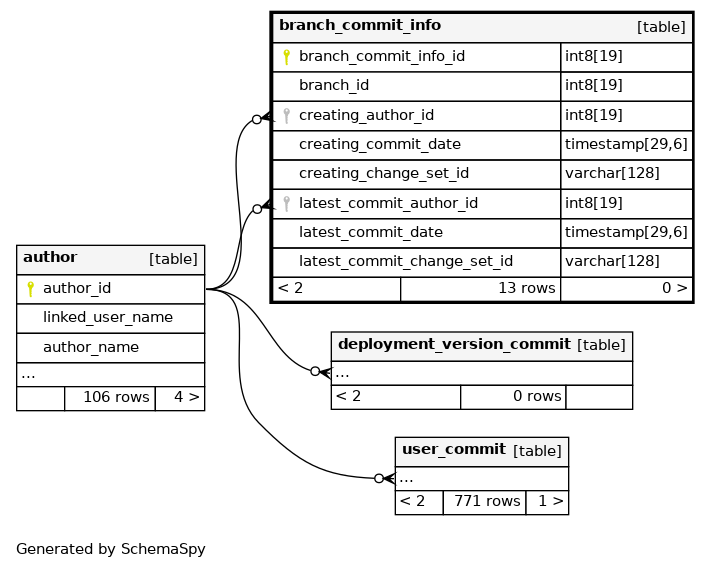 branch_commit_info [table]
branch_commit_info_id int8[19]
branch_id int8[19]
creating_author_id int8[19]
creating_commit_date timestamp[29,6]
creating_change_set_id varchar[128]
latest_commit_author_id int8[19]
latest_commit_date timestamp[29,6]
latest_commit_change_set_id varchar[128]
< 2 13 rows 0 >
author [table]
author_id
linked_user_name
author_name
...
106 rows 4 >
deployment_version_commit [table]
...
< 2 0 rows
user_commit [table]
...
< 2 771 rows 1 >
Generated by SchemaSpy